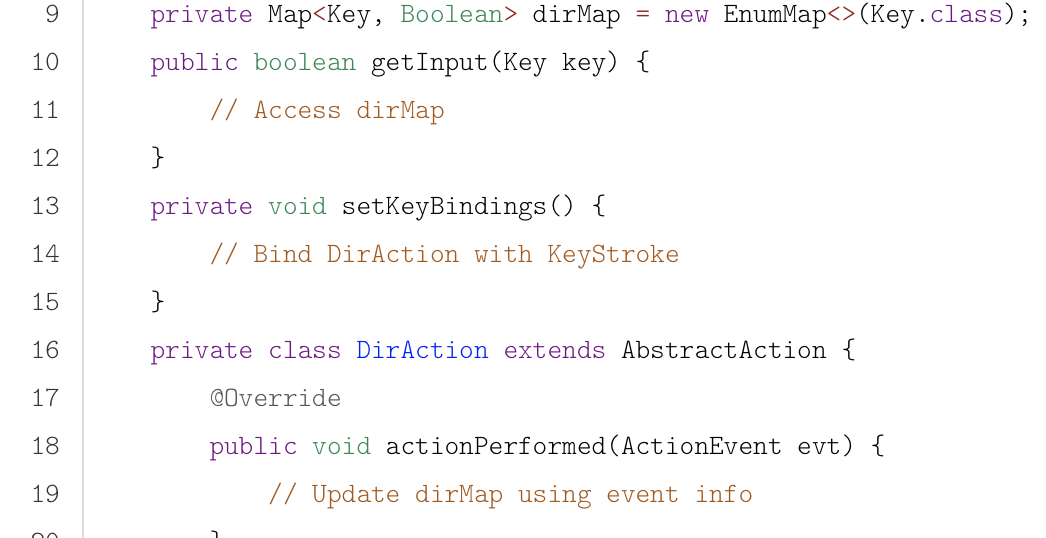 9 private Map<Key, Boolean> dirMap = new EnumMap<>(Key.class);
10 public boolean getInput(Key key) {
11 // Access dirMap
12 }
13 private void setKeyBindings() {
14 // Bind DirAction with KeyStroke
15 }
16 private class DirAction extends AbstractAction {
17 @Override
18 public void actionPerformed(ActionEvent evt) {
19 // Update dirMap using event info
20 }